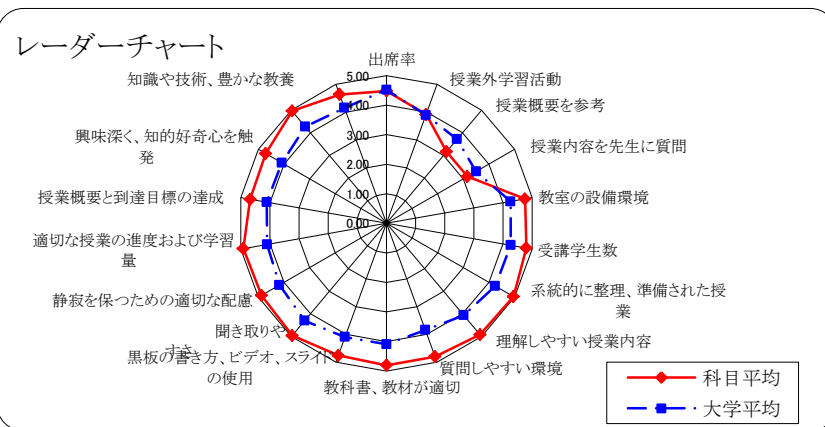 レーダーチャート
出席率
授業外学習活動
授業概要を参考
授業内容を先生に質問
教室の設備環境
受講学生数
系統的に整理、準備された授
業
理解しやすい授業内容
質問しやすい環境
教科書、教材が適切
黒板の書き方、ビデオ、スライド
の使用
聞き取りや
すさ
静寂を保つための適切な配慮
適切な授業の進度および学習
量
授業概要と到達目標の達成
興味深く、知的好奇心を触
発
知識や技術、豊かな教養
5.00
4.00
3.00
2.00
1.00
0.00
科目平均
大学平均